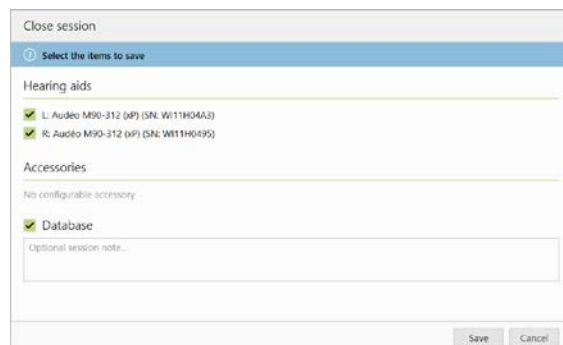 Close session
Select the items to save
Hearing aids
L: Audéo M90-312 (xP) (SN: WI11H04A3)
R: Audéo M90-312 (xP) (SN: WI11H0495)
Accessories
No configurable accessory
Database
Optional session note...
Save Cancel